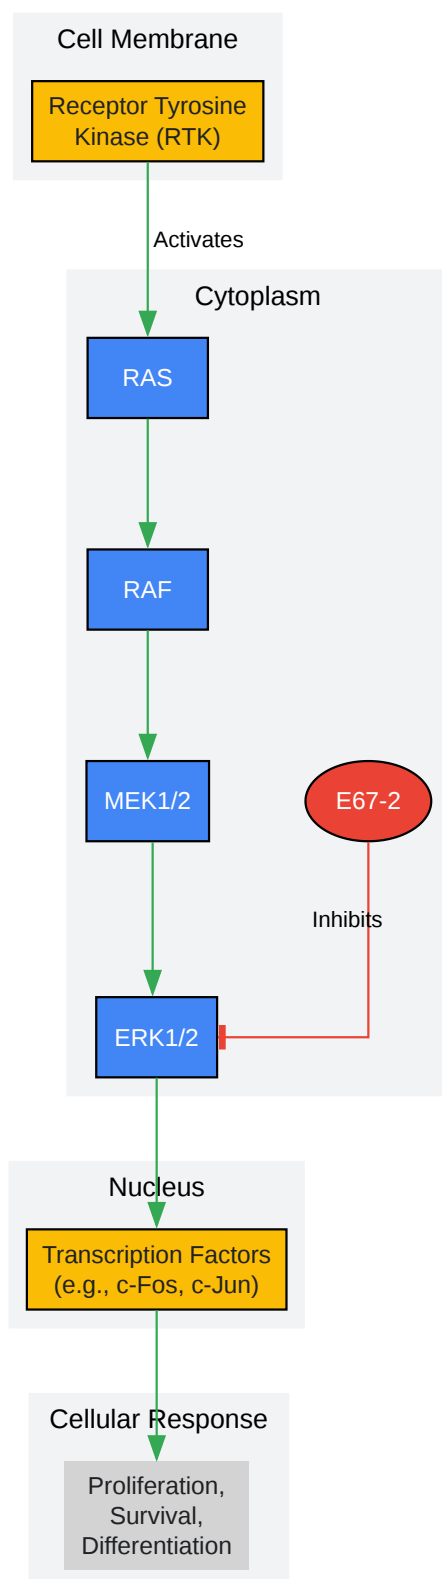 Cell Membrane
Receptor Tyrosine
Kinase (RTK)
Activates
Cytoplasm
RAS
RAF
MEK1/2
E67-2
Inhibits
ERK1/2
Nucleus
Transcription Factors
(e.g., c-Fos, c-Jun)
Cellular Response
Proliferation,
Survival,
Differentiation